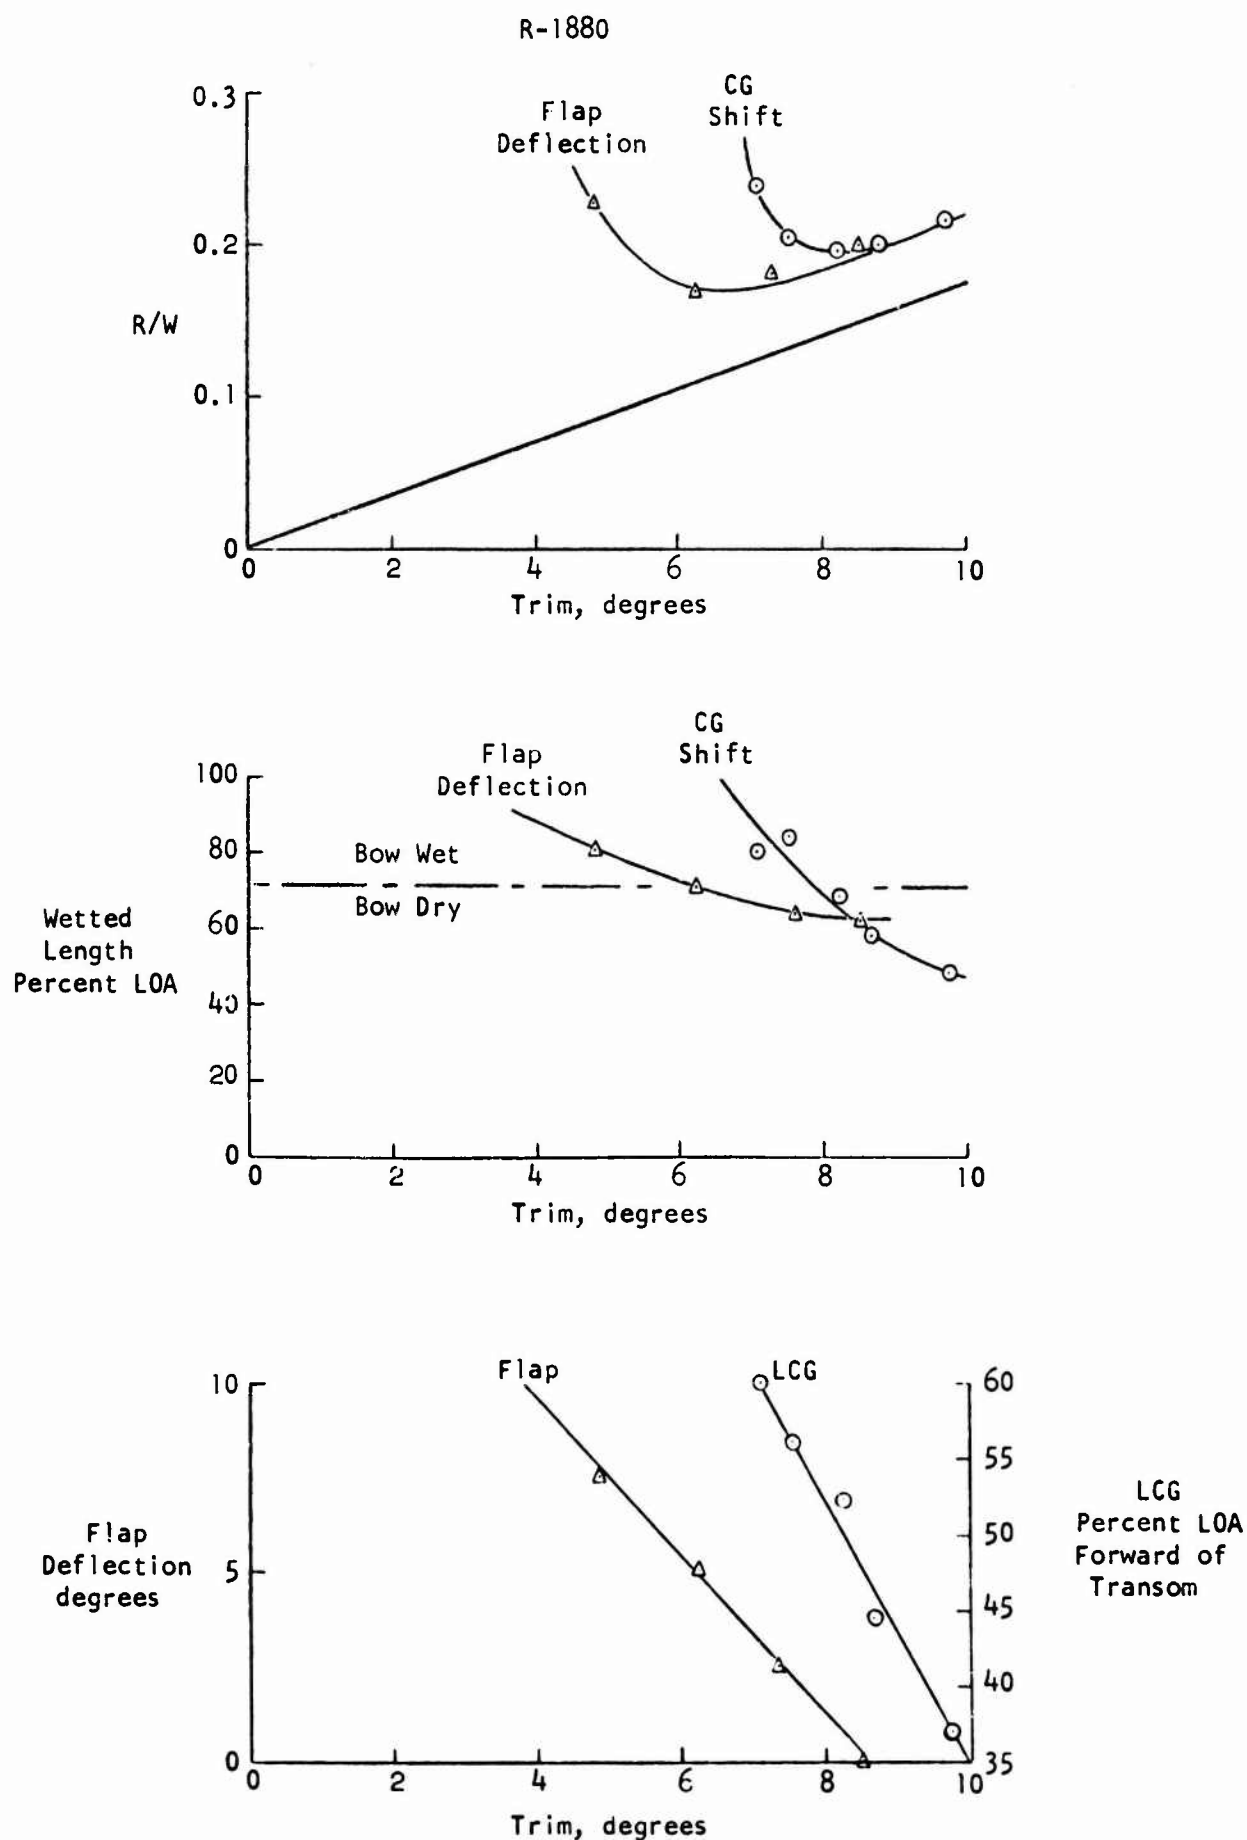 R-1880
CG
Shift
Flap
Deflection
0.3
0.2
R/W
0.1
0
0 2 4 6 8 10
Trim, degrees
CG
Shift
Flap
Deflection
100
80
Bow Wet
Bow Dry
60
Wetted
Length
Percent LOA
40
20
0
0 2 4 6 8 10
Trim, degrees
Flap
LCG
10
5
0
Flap
Deflection
degrees
60
55
50
45
40
35
LCG
Percent LOA
Forward of
Transom
0 2 4 6 8 10
Trim, degrees